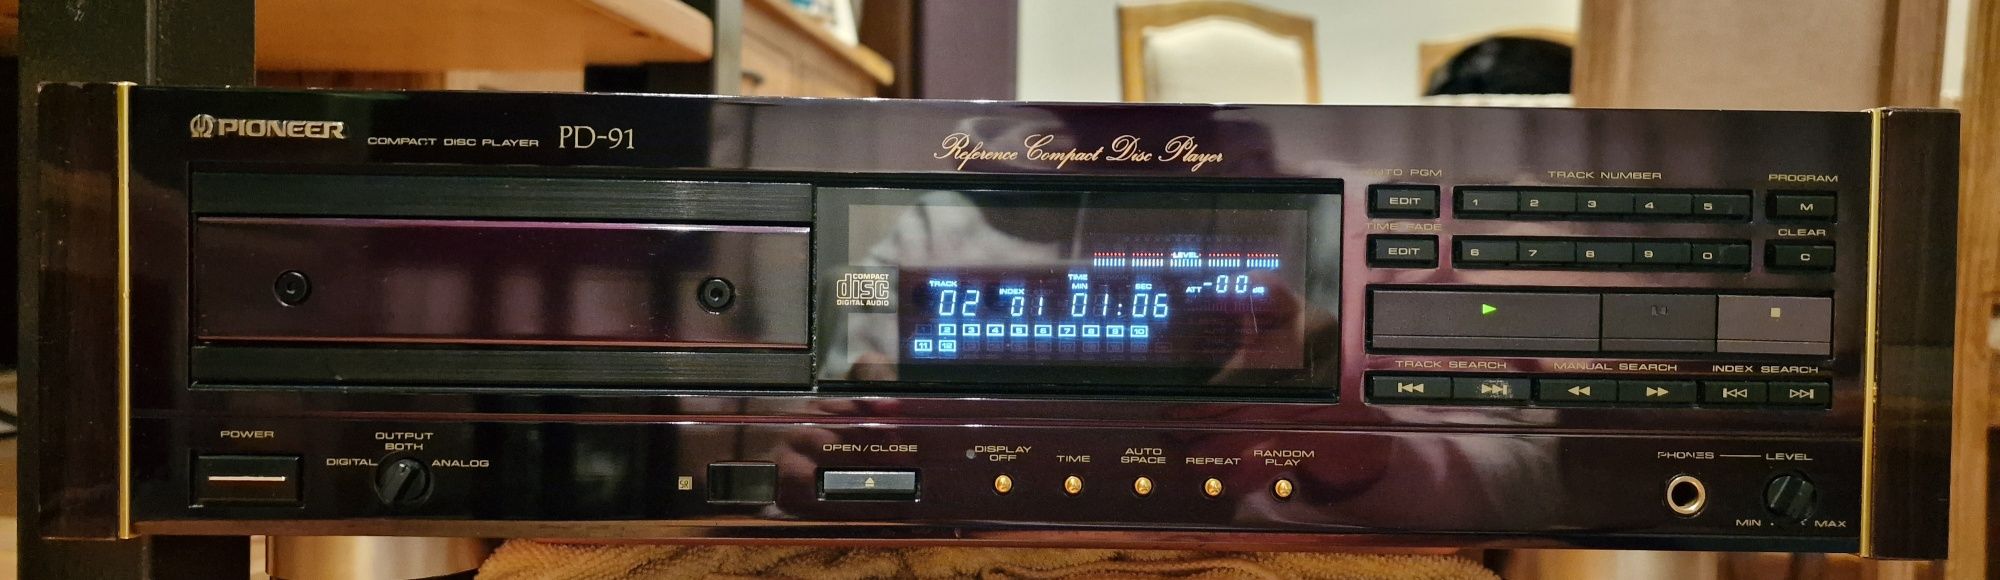 PIONEER COMPACT DISC PLAYER PD-91
Reference Compact Disc Player
AUTO PGM TRACK NUMBER PROGRAM
EDIT 1 2 3 4 5 M
TIME FADE CLEAR
EDIT 6 7 8 9 0 C
COMPACT
disc
DIGITAL AUDIO
LEVEL
TRACK INDEX TIME MIN SEC ATT
02 01 01:06 -00 dB
1 2 3 4 5 6 7 8 9 10
11 12
TRACK SEARCH MANUAL SEARCH INDEX SEARCH
POWER
OUTPUT
BOTH
DIGITAL ANALOG
SR
OPEN/CLOSE
DISPLAY OFF
TIME
AUTO SPACE
REPEAT
RANDOM PLAY
PHONES LEVEL
MIN MAX